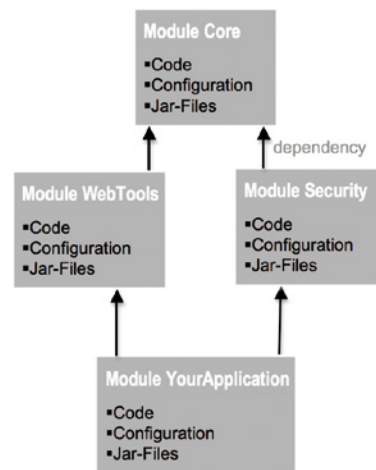 Module Core
▪Code
▪Configuration
▪Jar-Files
dependency
Module WebTools
▪Code
▪Configuration
▪Jar-Files
Module Security
▪Code
▪Configuration
▪Jar-Files
Module YourApplication
▪Code
▪Configuration
▪Jar-Files